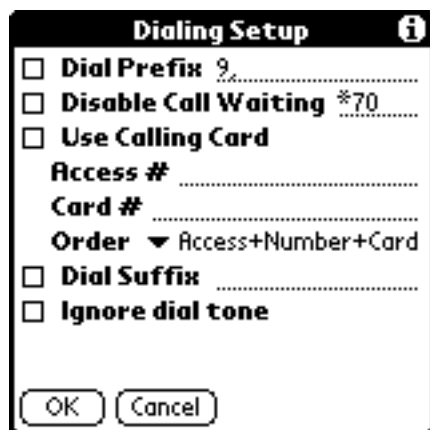 Dialing Setup i
Dial Prefix 9,
Disable Call Waiting *70
Use Calling Card
Access #
Card #
Order Access+Number+Card
Dial Suffix
Ignore dial tone
OK Cancel